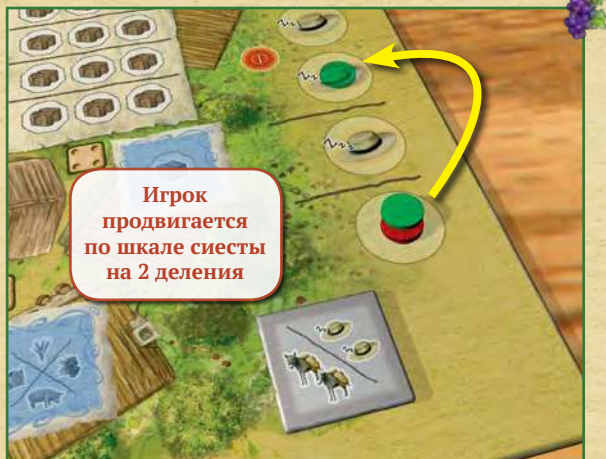 Игрок
продвигается
по шкале сиесты
на 2 деления